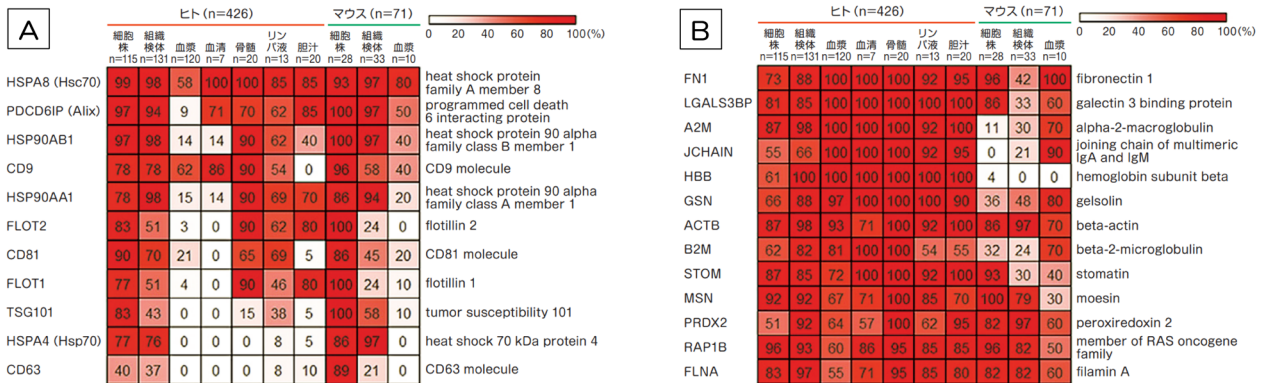 A
ヒト（n=426）
マウス（n=71）
0 20 40 60 80 100(%)
細胞株 n=115
組織検体 n=131
血漿 n=120
血清 n=7
骨髄 n=20
リンパ液 n=13
胆汁 n=20
細胞株 n=28
組織検体 n=33
血漿 n=10
HSPA8 (Hsc70) 99 98 58 100 100 85 85 93 97 80 heat shock protein family A member 8
PDCD6IP (Alix) 97 94 9 71 70 62 85 100 97 50 programmed cell death 6 interacting protein
HSP90AB1 97 98 14 14 90 62 40 100 97 40 heat shock protein 90 alpha family class B member 1
CD9 78 78 62 86 90 54 0 96 58 40 CD9 molecule
HSP90AA1 78 98 15 14 90 69 70 86 94 20 heat shock protein 90 alpha family class A member 1
FLOT2 83 51 3 0 90 62 80 100 24 0 flotillin 2
CD81 90 70 21 0 65 69 5 86 45 20 CD81 molecule
FLOT1 77 51 4 0 90 46 80 100 24 0 flotillin 1
TSG101 83 43 0 0 15 38 5 100 58 10 tumor susceptibility 101
HSPA4 (Hsp70) 77 76 0 0 0 8 5 86 97 0 heat shock 70 kDa protein 4
CD63 40 37 0 0 0 8 10 89 21 0 CD63 molecule
B
ヒト（n=426）
マウス（n=71）
0 20 40 60 80 100(%)
細胞株 n=115
組織検体 n=131
血漿 n=120
血清 n=7
骨髄 n=20
リンパ液 n=13
胆汁 n=20
細胞株 n=28
組織検体 n=33
血漿 n=10
FN1 73 88 100 100 100 92 95 96 42 100 fibronectin 1
LGALS3BP 81 85 100 100 100 92 100 86 33 60 galectin 3 binding protein
A2M 87 98 100 100 100 92 100 11 30 70 alpha-2-macroglobulin
JCHAIN 55 66 100 100 100 92 95 0 21 90 joining chain of multimeric IgA and IgM
HBB 61 100 100 100 100 100 100 4 0 0 hemoglobin subunit beta
GSN 66 88 97 100 100 100 90 36 48 80 gelsolin
ACTB 87 98 93 71 100 92 100 86 97 70 beta-actin
B2M 62 82 81 100 100 54 55 32 24 70 beta-2-microglobulin
STOM 87 85 72 100 100 92 100 93 30 40 stomatin
MSN 92 92 67 71 100 85 70 100 79 30 moesin
PRDX2 51 92 64 57 100 62 95 82 97 60 peroxiredoxin 2
RAP1B 96 93 60 86 95 85 85 96 82 50 member of RAS oncogene family
FLNA 83 97 55 71 95 85 80 82 82 60 filamin A